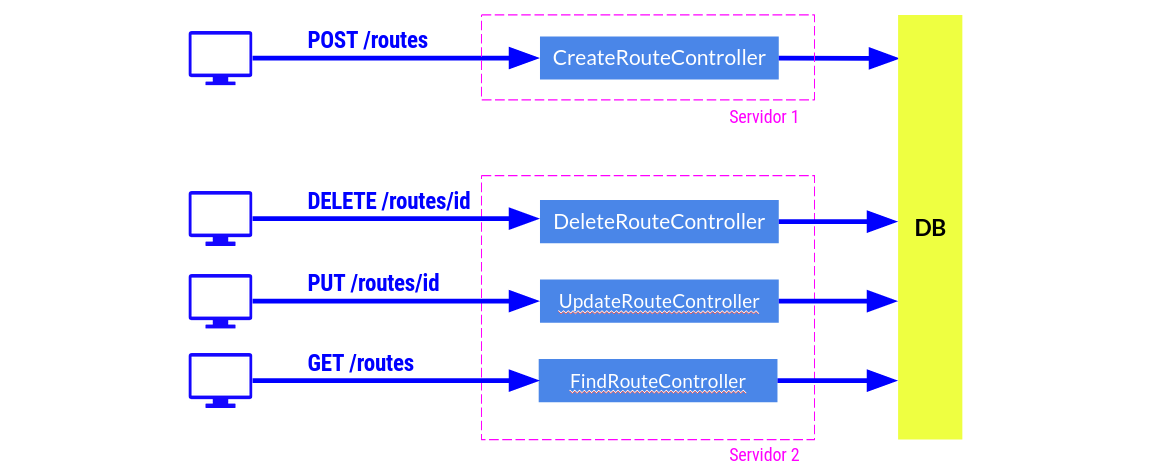 POST /routes
CreateRouteController
Servidor 1
DELETE /routes/id
DeleteRouteController
DB
PUT /routes/id
UpdateRouteController
GET /routes
FindRouteController
Servidor 2